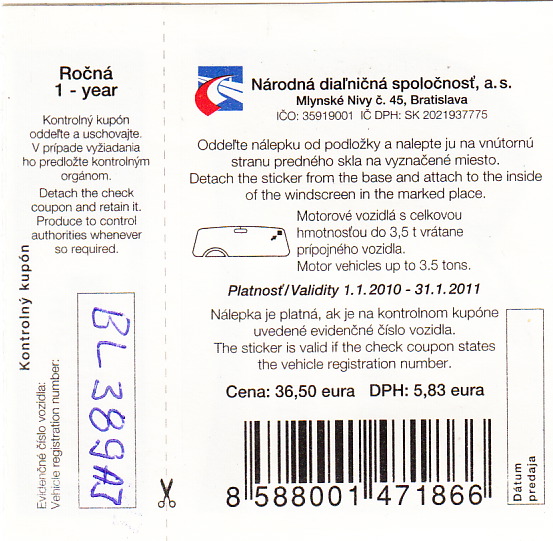 Ročná
1 - year
Kontrolný kupón
oddeľte a uschovajte.
V prípade vyžiadania
ho predložte kontrolným
orgánom.
Detach the check
coupon and retain it.
Produce to control
authorities whenever
so required.
Kontrolný kupón
Evidenčné číslo vozidla:
Vehicle registration number:
BL389AJ
Národná diaľničná spoločnosť, a.s.
Mlynské Nivy č. 45, Bratislava
IČO: 35919001 IČ DPH: SK 2021937775
Oddeľte nálepku od podložky a nalepte ju na vnútornú
stranu predného skla na vyznačené miesto.
Detach the sticker from the base and attach to the inside
of the windscreen in the marked place.
Motorové vozidlá s celkovou
hmotnosťou do 3,5 t vrátane
prípojného vozidla.
Motor vehicles up to 3.5 tons.
Platnosť/Validity 1.1.2010 - 31.1.2011
Nálepka je platná, ak je na kontrolnom kupóne
uvedené evidenčné číslo vozidla.
The sticker is valid if the check coupon states
the vehicle registration number.
Cena: 36,50 eura DPH: 5,83 eura
8 588001 471866
Dátum
predaja